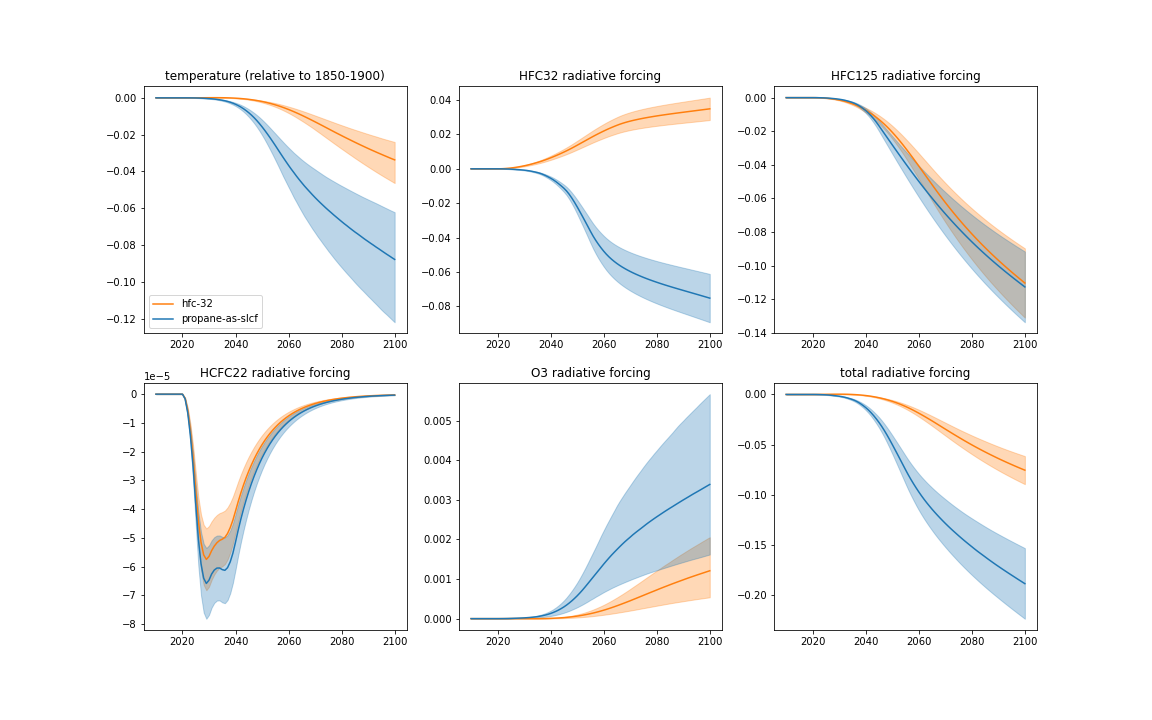 temperature (relative to 1850-1900)
0.00
−0.02
−0.04
−0.06
−0.08
−0.10
−0.12
hfc-32
propane-as-slcf
2020 2040 2060 2080 2100
HFC32 radiative forcing
0.04
0.02
0.00
−0.02
−0.04
−0.06
−0.08
2020 2040 2060 2080 2100
HFC125 radiative forcing
0.00
−0.02
−0.04
−0.06
−0.08
−0.10
−0.12
−0.14
2020 2040 2060 2080 2100
HCFC22 radiative forcing
1e−5
0
−1
−2
−3
−4
−5
−6
−7
−8
2020 2040 2060 2080 2100
O3 radiative forcing
0.005
0.004
0.003
0.002
0.001
0.000
2020 2040 2060 2080 2100
total radiative forcing
0.00
−0.05
−0.10
−0.15
−0.20
2020 2040 2060 2080 2100